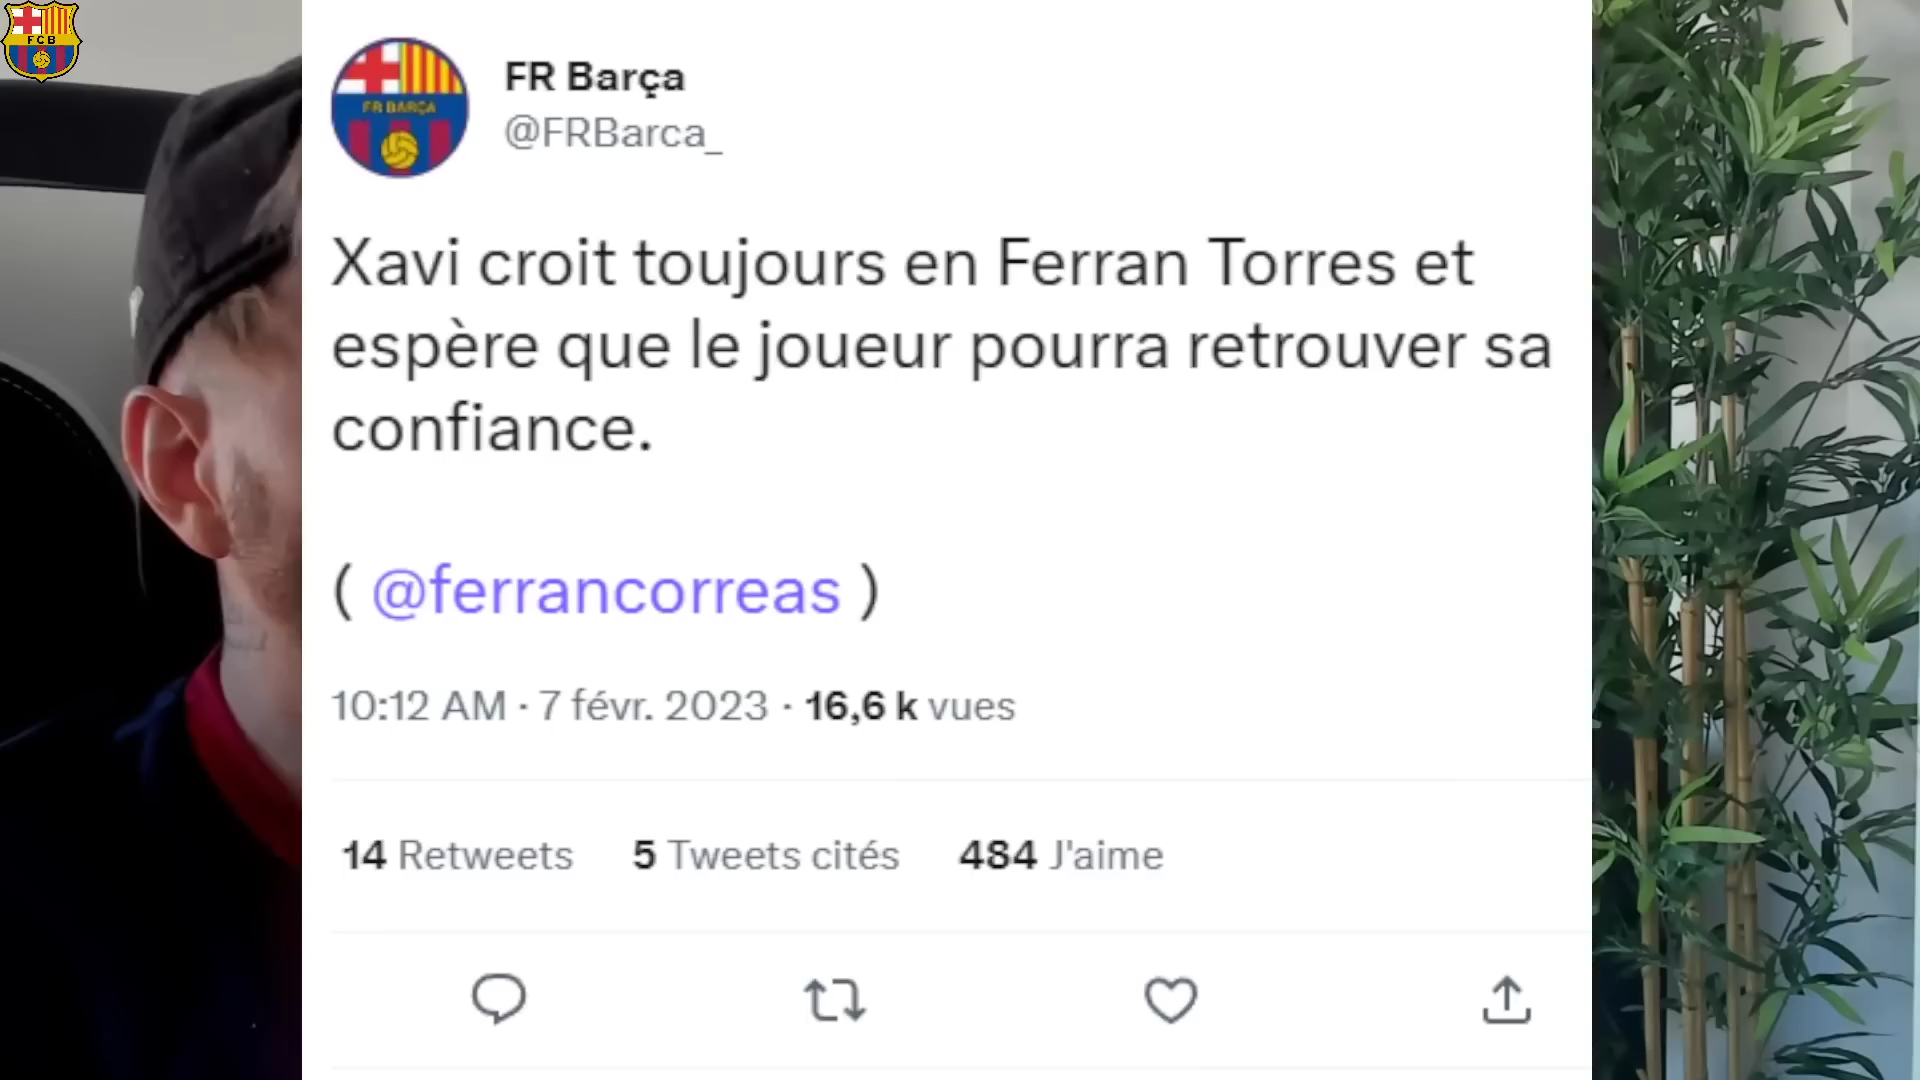 FCB
FR BARÇA
FR Barça
@FRBarca_
Xavi croit toujours en Ferran Torres et
espère que le joueur pourra retrouver sa
confiance.
( @ferrancorreas )
10:12 AM · 7 févr. 2023 · 16,6 k vues
14 Retweets 5 Tweets cités 484 J'aime